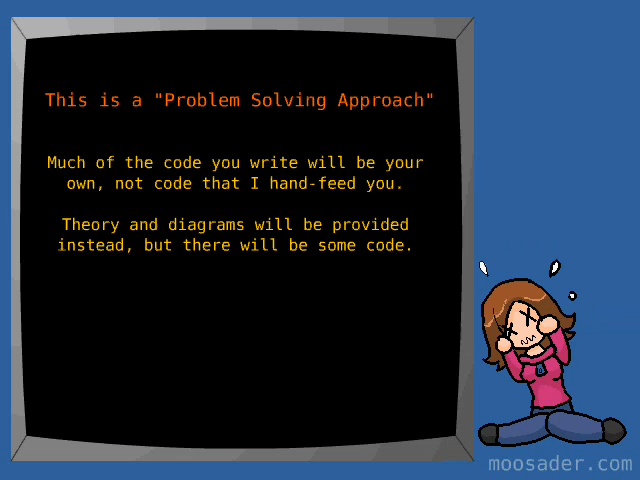 This is a "Problem Solving Approach"
Much of the code you write will be your
own, not code that I hand-feed you.
Theory and diagrams will be provided
instead, but there will be some code.
moosader.com